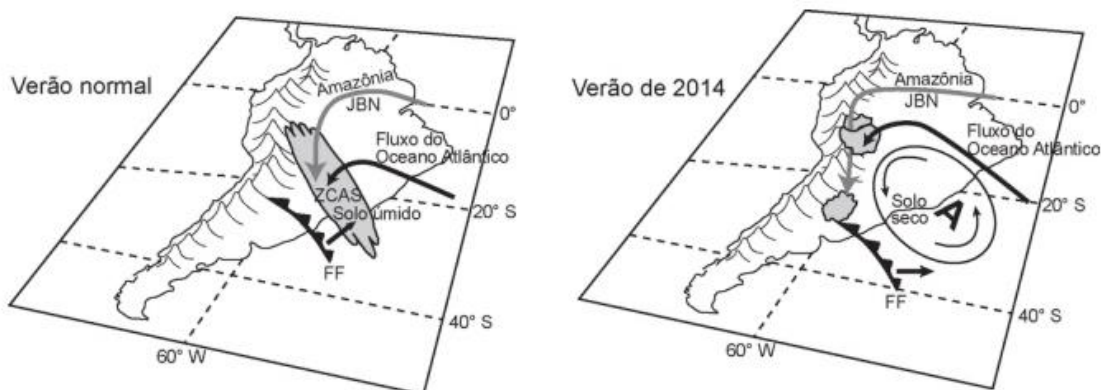 Verão normal
Amazônia
JBN
0°
Fluxo do
Oceano Atlântico
ZCAS
Solo úmido
20° S
FF
40° S
60° W
Verão de 2014
Amazônia
JBN
0°
Fluxo do
Oceano Atlântico
Solo
seco
A
20° S
FF
40° S
60° W